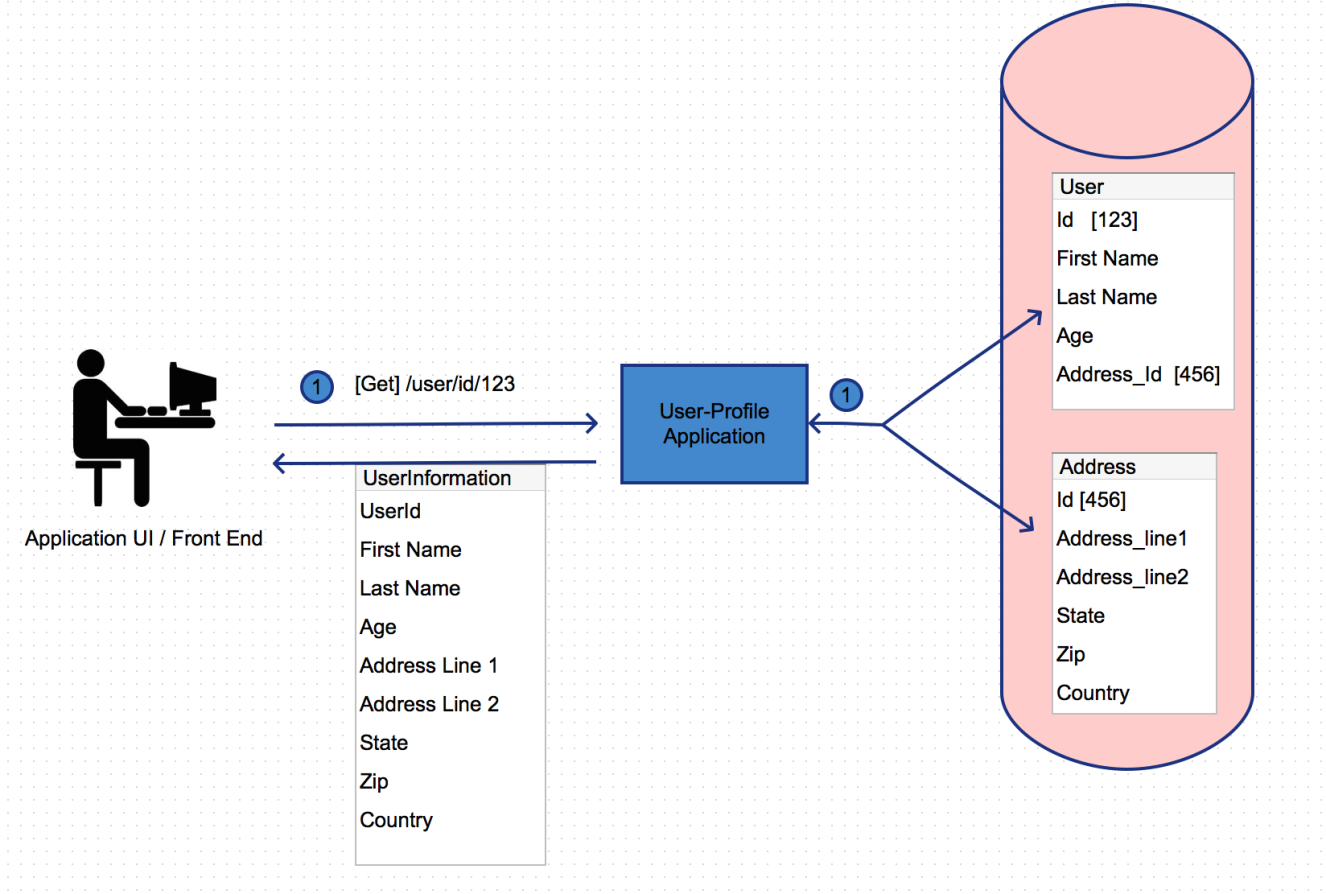 User
Id [123]
First Name
Last Name
Age
Address_Id [456]
1
[Get] /user/id/123
1
User-Profile
Application
Application UI / Front End
UserInformation
UserId
First Name
Last Name
Age
Address Line 1
Address Line 2
State
Zip
Country
Address
Id [456]
Address_line1
Address_line2
State
Zip
Country